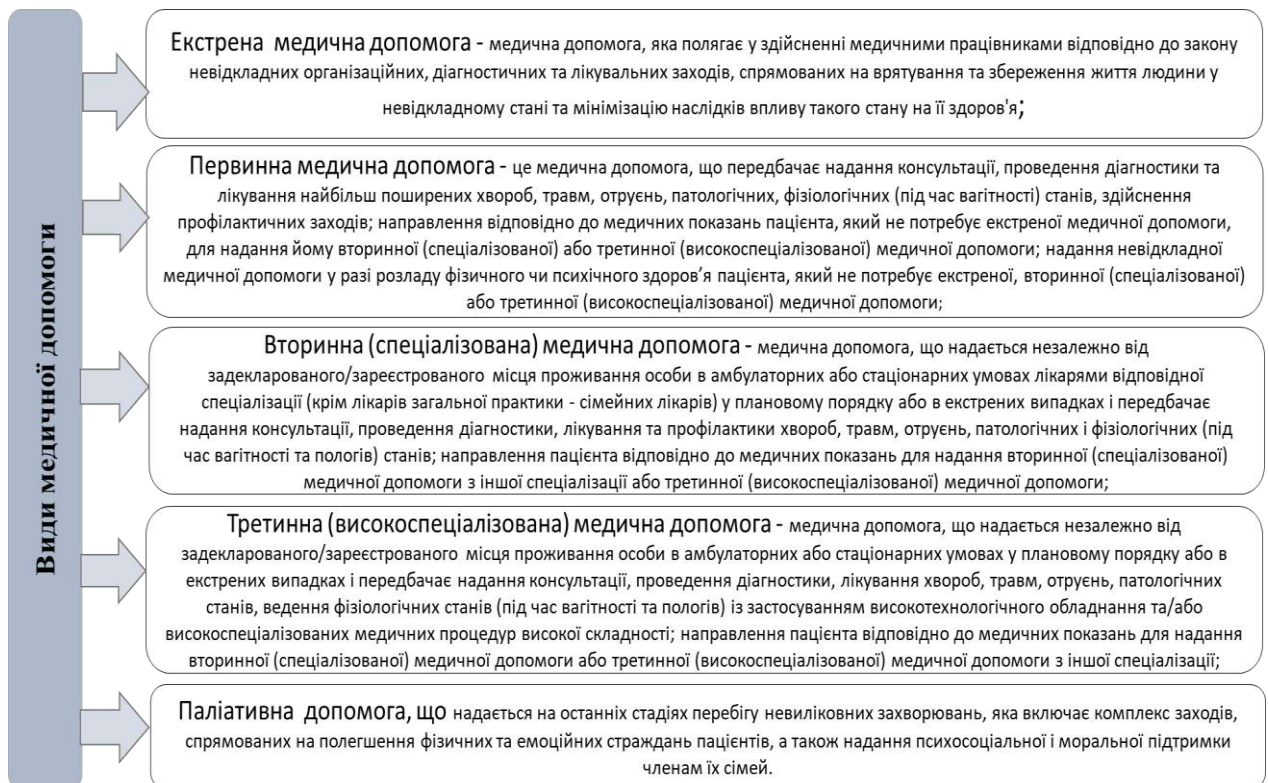 Види медичної допомоги
Екстрена медична допомога - медична допомога, яка полягає у здійсненні медичними працівниками відповідно до закону
невідкладних організаційних, діагностичних та лікувальних заходів, спрямованих на врятування та збереження життя людини у
невідкладному стані та мінімізацію наслідків впливу такого стану на її здоров'я;
Первинна медична допомога - це медична допомога, що передбачає надання консультації, проведення діагностики та
лікування найбільш поширених хвороб, травм, отруєнь, патологічних, фізіологічних (під час вагітності) станів, здійснення
профілактичних заходів; направлення відповідно до медичних показань пацієнта, який не потребує екстреної медичної допомоги,
для надання йому вторинної (спеціалізованої) або третинної (високоспеціалізованої) медичної допомоги; надання невідкладної
медичної допомоги у разі розладу фізичного чи психічного здоров’я пацієнта, який не потребує екстреної, вторинної (спеціалізованої)
або третинної (високоспеціалізованої) медичної допомоги;
Вторинна (спеціалізована) медична допомога - медична допомога, що надається незалежно від
задекларованого/зареєстрованого місця проживання особи в амбулаторних або стаціонарних умовах лікарями відповідної
спеціалізації (крім лікарів загальної практики - сімейних лікарів) у плановому порядку або в екстрених випадках і передбачає
надання консультації, проведення діагностики, лікування та профілактики хвороб, травм, отруєнь, патологічних і фізіологічних (під
час вагітності та пологів) станів; направлення пацієнта відповідно до медичних показань для надання вторинної (спеціалізованої)
медичної допомоги з іншої спеціалізації або третинної (високоспеціалізованої) медичної допомоги;
Третинна (високоспеціалізована) медична допомога - медична допомога, що надається незалежно від
задекларованого/зареєстрованого місця проживання особи в амбулаторних або стаціонарних умовах у плановому порядку або в
екстрених випадках і передбачає надання консультації, проведення діагностики, лікування хвороб, травм, отруєнь, патологічних
станів, ведення фізіологічних станів (під час вагітності та пологів) із застосуванням високотехнологічного обладнання та/або
високоспеціалізованих медичних процедур високої складності; направлення пацієнта відповідно до медичних показань для надання
вторинної (спеціалізованої) медичної допомоги або третинної (високоспеціалізованої) медичної допомоги з іншої спеціалізації;
Паліативна допомога, що надається на останніх стадіях перебігу невиліковних захворювань, яка включає комплекс заходів,
спрямованих на полегшення фізичних та емоційних страждань пацієнтів, а також надання психосоціальної і моральної підтримки
членам їх сімей.